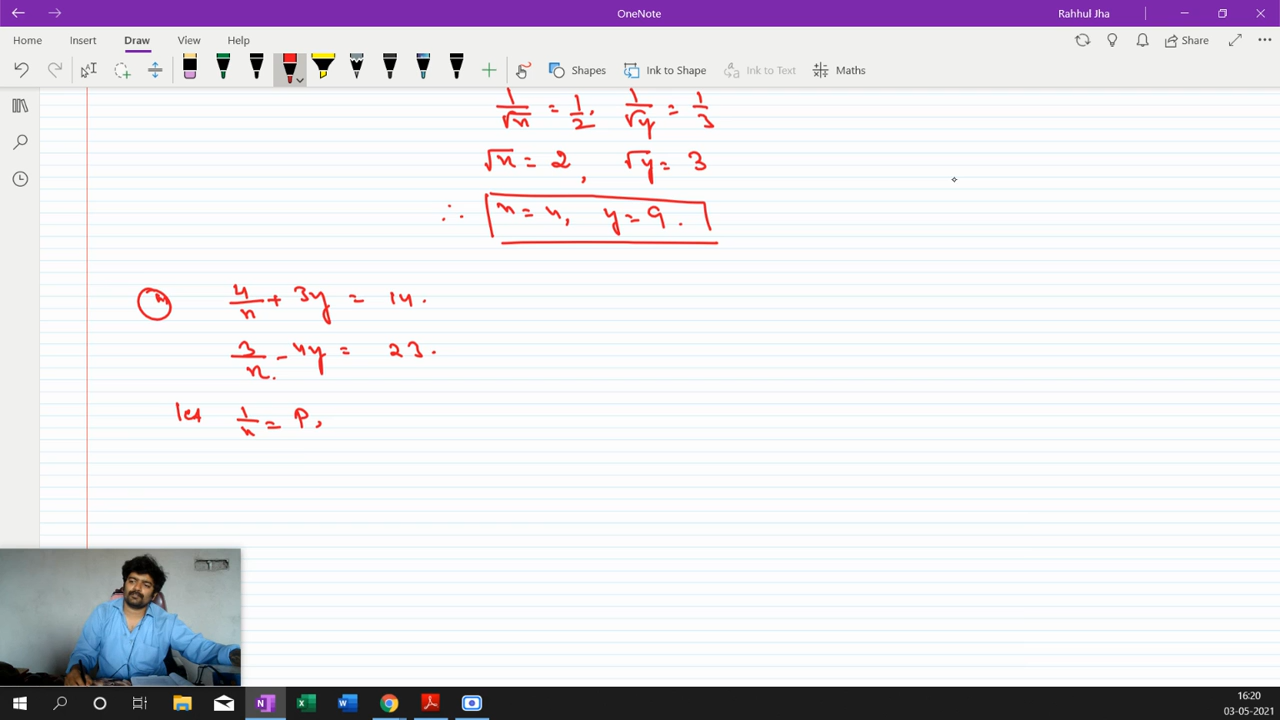 OneNote
Rahhul Jha
Home Insert Draw View Help
Share
Shapes Ink to Shape Ink to Text Maths
1/√x = 1/2, 1/√y = 1/3
√x = 2, √y = 3
∴ x = 4, y = 9.
4/x + 3y = 14.
3/x - 4y = 23.
let 1/x = P,
16:20
03-05-2021